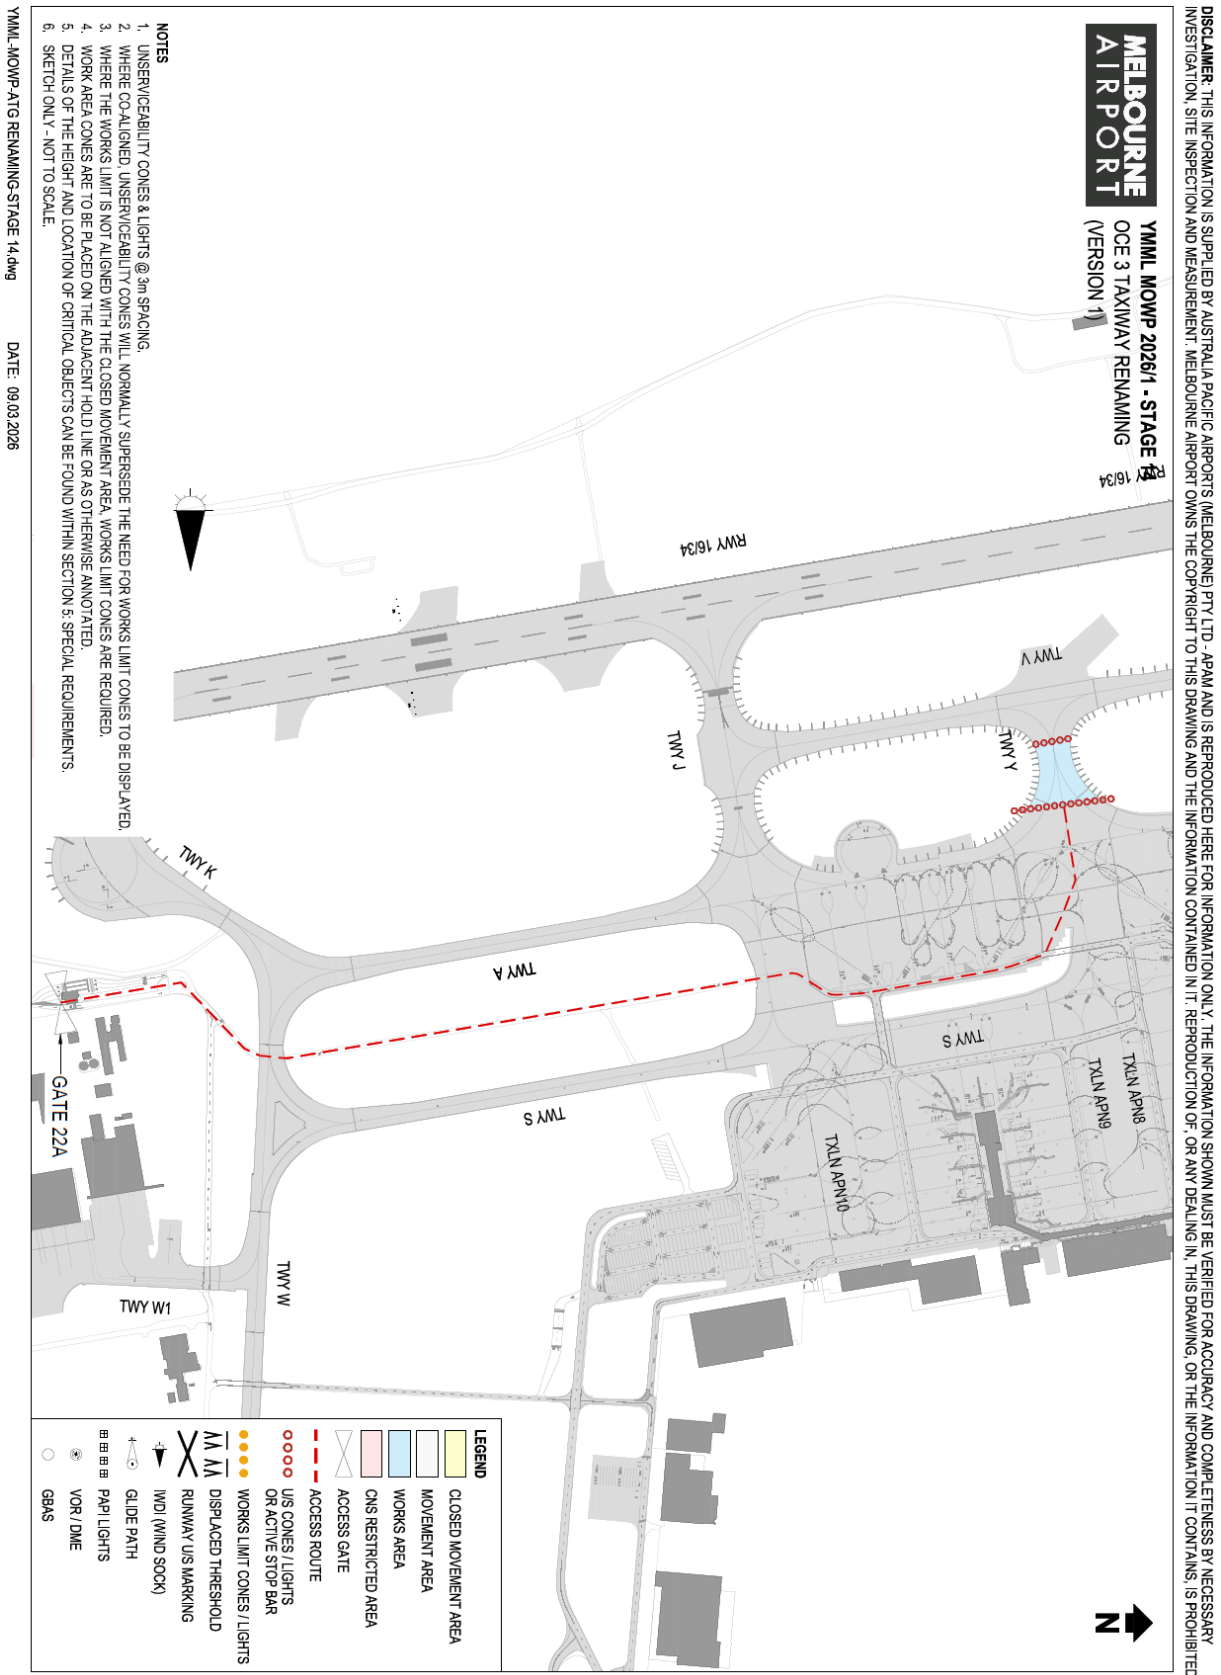 DISCLAIMER: THIS INFORMATION IS SUPPLIED BY AUSTRALIA PACIFIC AIRPORTS (MELBOURNE) PTY LTD - APAM AND IS REPRODUCED HERE FOR INFORMATION ONLY. THE INFORMATION SHOWN MUST BE VERIFIED FOR ACCURACY AND COMPLETENESS BY NECESSARY
INVESTIGATION, SITE INSPECTION AND MEASUREMENT. MELBOURNE AIRPORT OWNS THE COPYRIGHT TO THIS DRAWING AND THE INFORMATION CONTAINED IN IT. REPRODUCTION OF, OR ANY DEALING IN, THIS DRAWING, OR THE INFORMATION IT CONTAINS, IS PROHIBITED
MELBOURNE
AIRPORT
YMML MOWP 2026/1 - STAGE
OCE 3 TAXIWAY RENAMING
(VERSION 1)
RWY 16/34
RWY 16/34
TWY V
TWY Y
TWY J
TWY K
TWY A
TWY S
TWY S
TXLN APN8
TXLN APN9
TXLN APN10
GATE 22A
TWY W
TWY W1
N
NOTES
1. UNSERVICEABILITY CONES & LIGHTS @ 3m SPACING.
2. WHERE CO-ALIGNED, UNSERVICEABILITY CONES WILL NORMALLY SUPERSEDE THE NEED FOR WORKS LIMIT CONES TO BE DISPLAYED.
3. WHERE THE WORKS LIMIT IS NOT ALIGNED WITH THE CLOSED MOVEMENT AREA, WORKS LIMIT CONES ARE REQUIRED.
4. WORK AREA CONES ARE TO BE PLACED ON THE ADJACENT HOLD LINE OR AS OTHERWISE ANNOTATED.
5. DETAILS OF THE HEIGHT AND LOCATION OF CRITICAL OBJECTS CAN BE FOUND WITHIN SECTION 5: SPECIAL REQUIREMENTS.
6. SKETCH ONLY - NOT TO SCALE.
LEGEND
CLOSED MOVEMENT AREA
MOVEMENT AREA
WORKS AREA
CNS RESTRICTED AREA
ACCESS GATE
ACCESS ROUTE
U/S CONES / LIGHTS
OR ACTIVE STOP BAR
WORKS LIMIT CONES / LIGHTS
DISPLACED THRESHOLD
RUNWAY U/S MARKING
IWDI (WIND SOCK)
GLIDE PATH
PAPI LIGHTS
VOR / DME
GBAS
YMML-MOWP-ATG RENAMING-STAGE 14.dwg
DATE: 09.03.2026